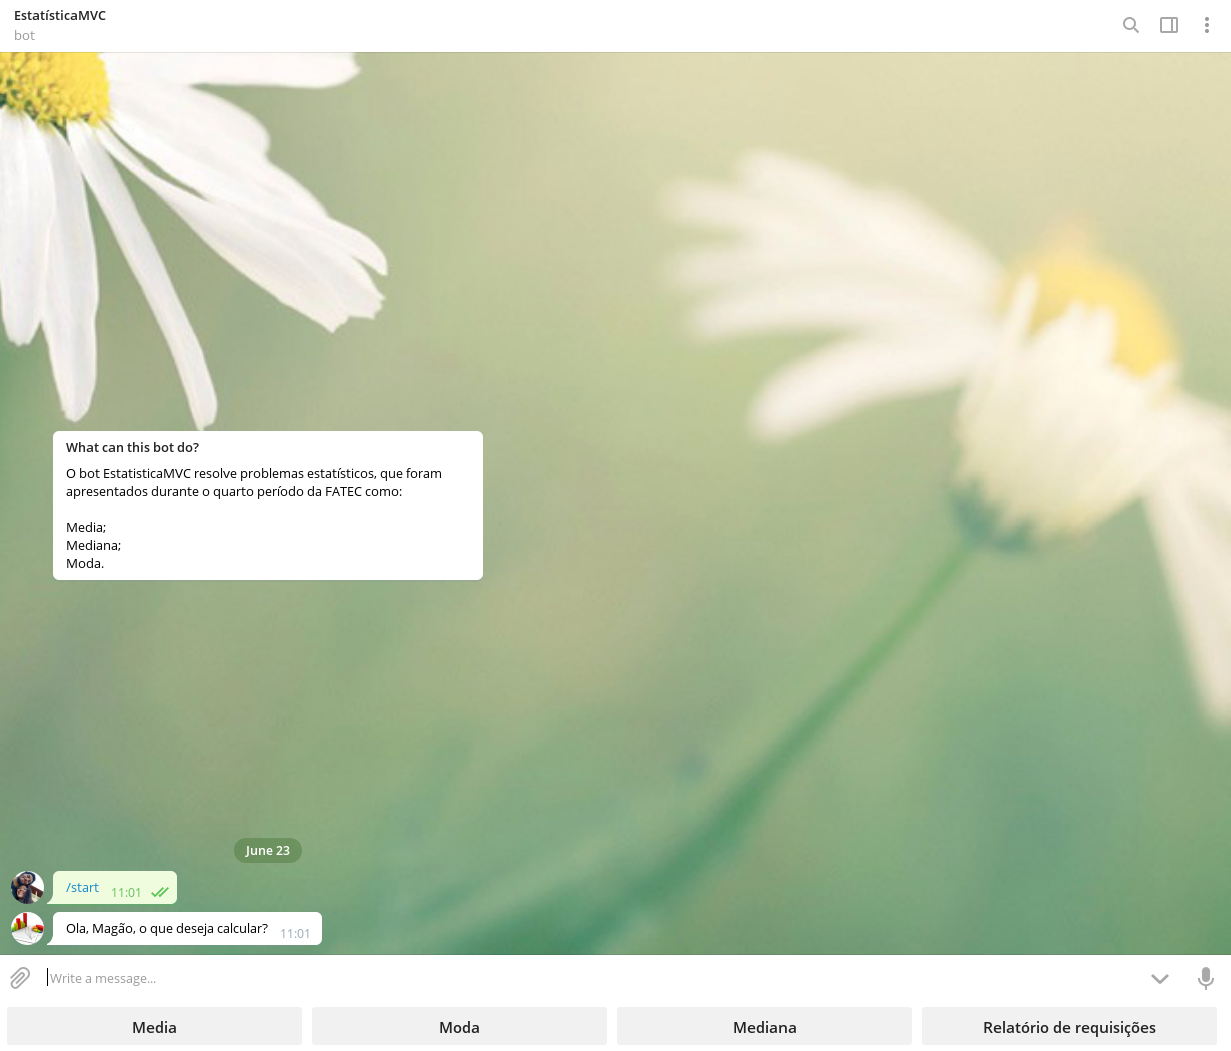 EstatísticaMVC
bot
What can this bot do?
O bot EstatisticaMVC resolve problemas estatísticos, que foram
apresentados durante o quarto período da FATEC como:
Media;
Mediana;
Moda.
June 23
/start 11:01
Ola, Magão, o que deseja calcular? 11:01
Write a message...
Media
Moda
Mediana
Relatório de requisições